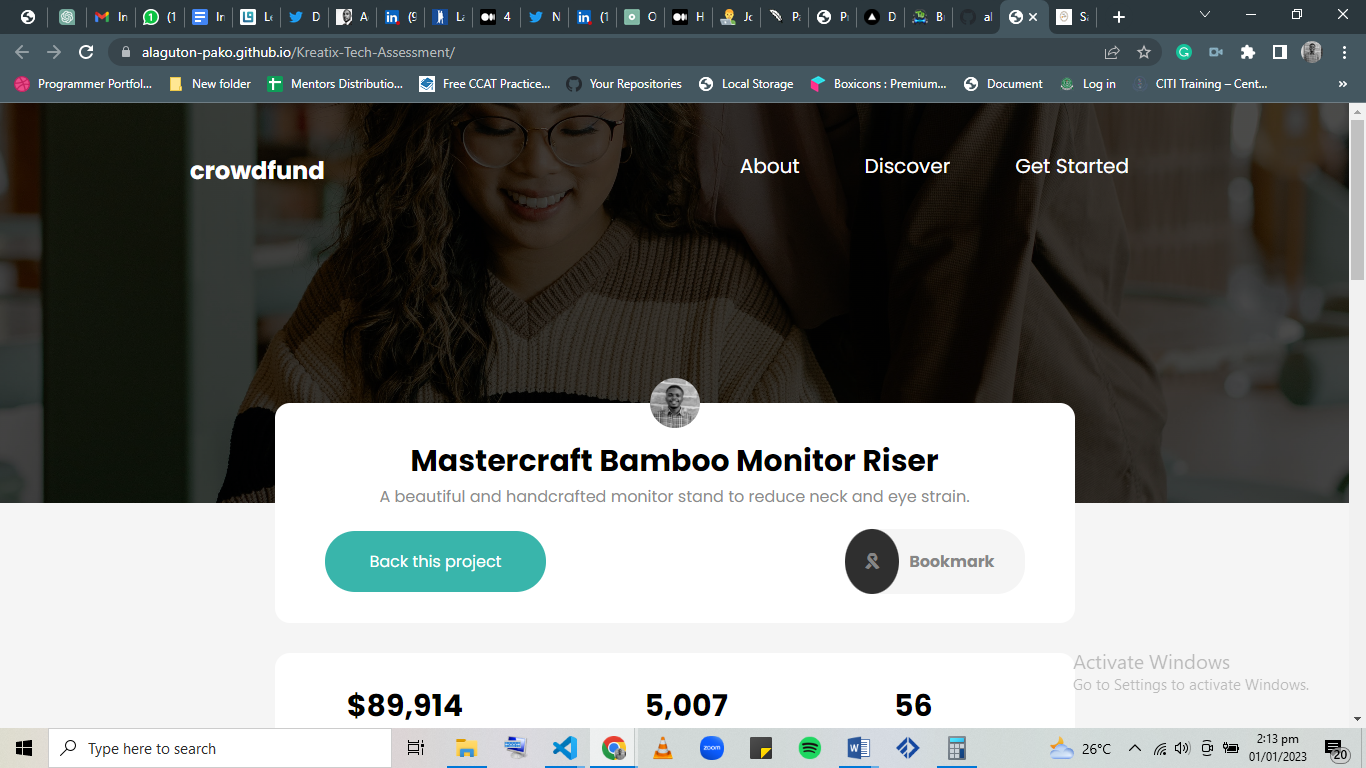 In
(1
In
Le
D
A
(9
La
4
N
(1
O
H
Jo
Pa
P
D
B
al
S
alaguton-pako.github.io/Kreatix-Tech-Assessment/
Programmer Portfol...
New folder
Mentors Distributio...
Free CCAT Practice...
Your Repositories
Local Storage
Boxicons : Premium...
Document
Log in
CITI Training – Cent...
»
crowdfund
About
Discover
Get Started
Mastercraft Bamboo Monitor Riser
A beautiful and handcrafted monitor stand to reduce neck and eye strain.
Back this project
Bookmark
$89,914
5,007
56
Activate Windows
Go to Settings to activate Windows.
Type here to search
zoom
26°C
2:13 pm
01/01/2023
20